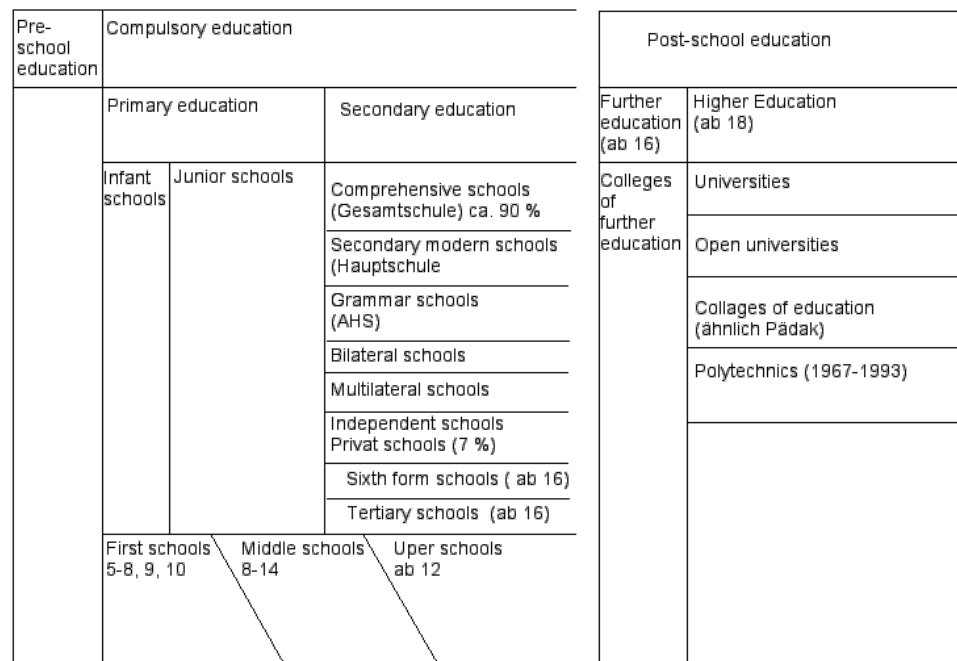 Pre-
school
education
Compulsory education
Post-school education
Primary education
Secondary education
Further
education
(ab 16)
Higher Education
(ab 18)
Infant
schools
Junior schools
Comprehensive schools
(Gesamtschule) ca. 90 %
Secondary modern schools
(Hauptschule
Grammar schools
(AHS)
Bilateral schools
Multilateral schools
Independent schools
Privat schools (7 %)
Sixth form schools ( ab 16)
Tertiary schools (ab 16)
Colleges
of
further
education
Universities
Open universities
Collages of education
(ähnlich Pädak)
Polytechnics (1967-1993)
First schools
5-8, 9, 10
Middle schools
8-14
Uper schools
ab 12